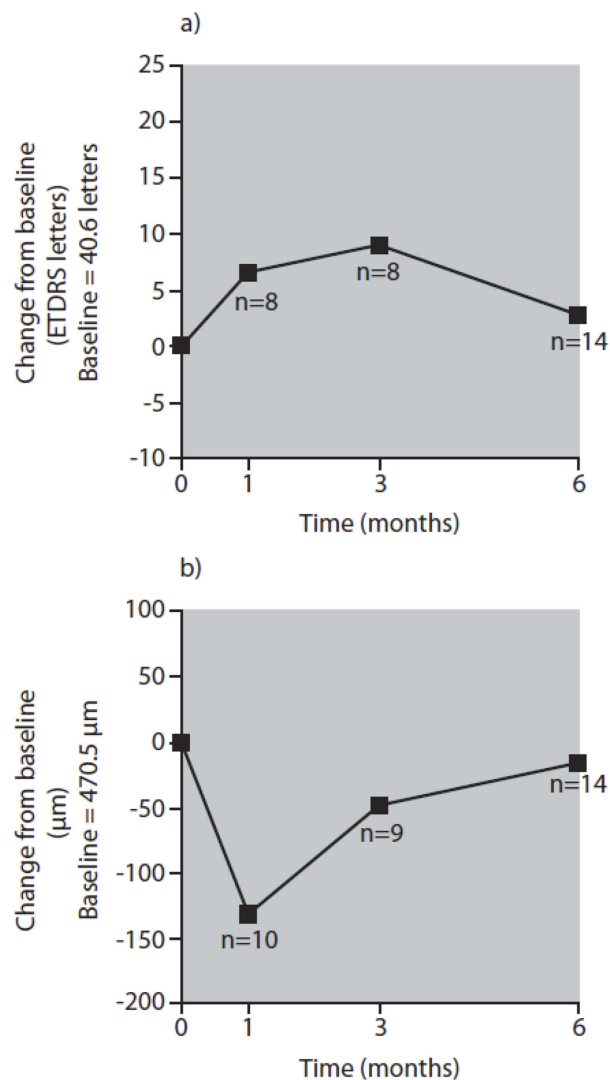 a)
Change from baseline
(ETDRS letters)
Baseline = 40.6 letters
25
20
15
10
5
0
-5
-10
n=8
n=8
n=14
0 1 3 6
Time (months)
b)
Change from baseline
(µm)
Baseline = 470.5 µm
100
50
0
-50
-100
-150
-200
n=10
n=9
n=14
0 1 3 6
Time (months)